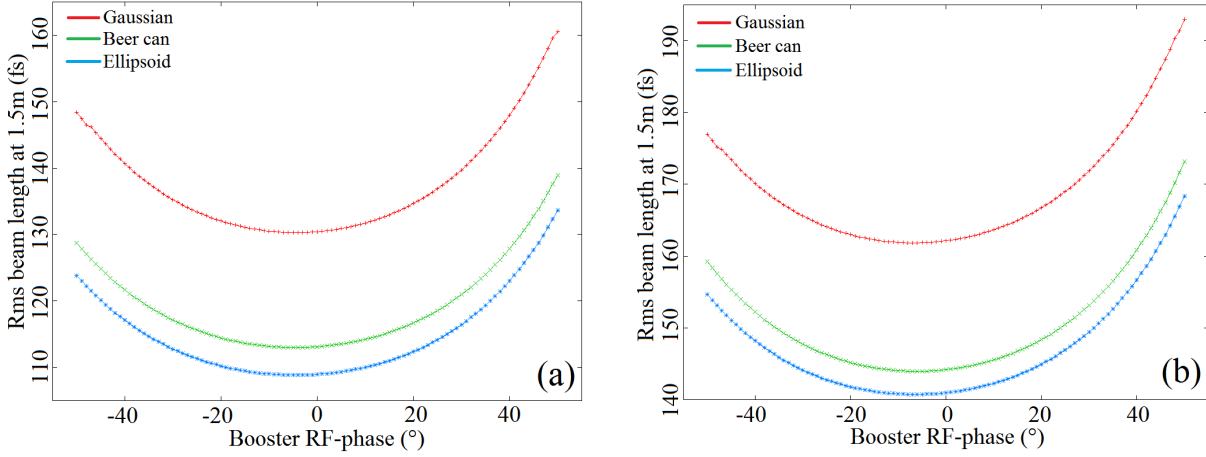 Rms beam length at 1.5m (fs)
160
150
140
130
120
110
Gaussian
Beer can
Ellipsoid
(a)
-40
-20
0
20
40
Booster RF-phase (°)
Rms beam length at 1.5m (fs)
190
180
170
160
150
140
Gaussian
Beer can
Ellipsoid
(b)
-40
-20
0
20
40
Booster RF-phase (°)